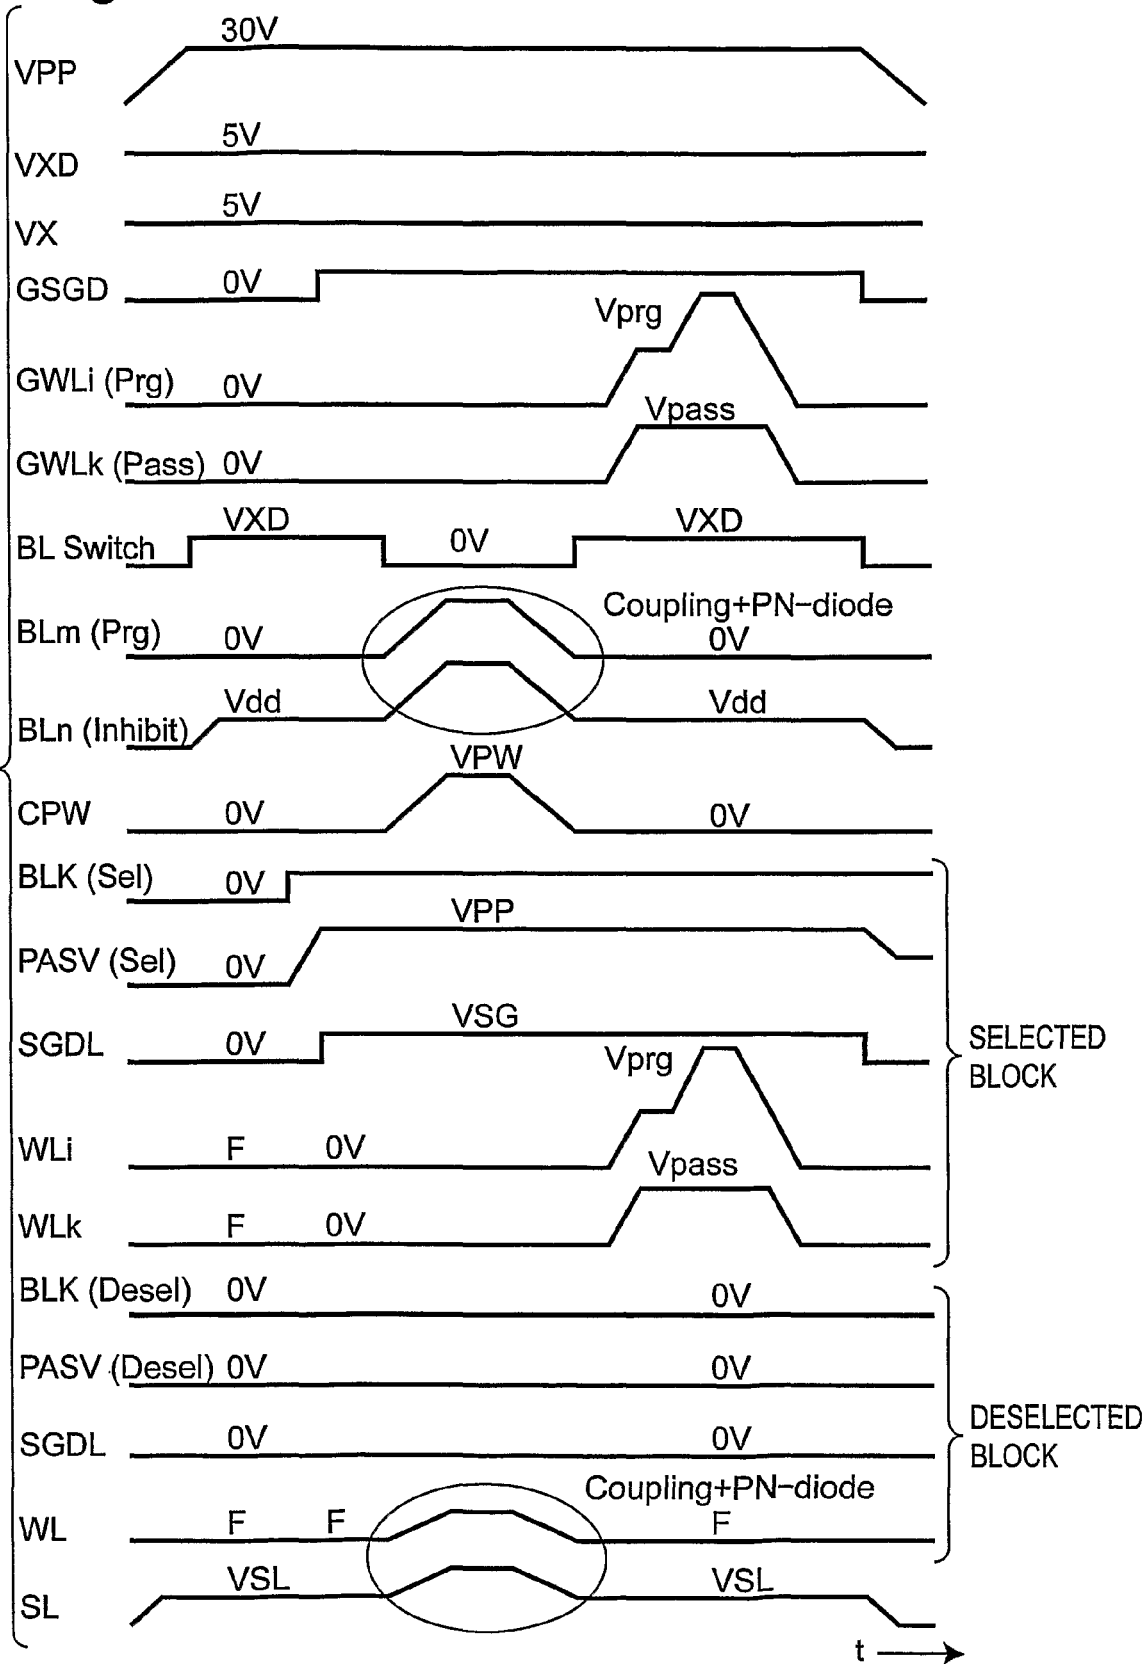 30V
VPP
5V
VXD
5V
VX
GSGD 0V
Vprg
GWLi (Prg) 0V
Vpass
GWLk (Pass) 0V
VXD 0V VXD
BL Switch
Coupling+PN-diode
BLm (Prg) 0V 0V
Vdd Vdd
BLn (Inhibit)
VPW
CPW 0V 0V
BLK (Sel) 0V
VPP
PASV (Sel) 0V
VSG
SGDL 0V
SELECTED
BLOCK
Vprg
WLi F 0V
Vpass
WLk F 0V
BLK (Desel) 0V 0V
PASV (Desel) 0V 0V
SGDL 0V 0V
DESELECTED
BLOCK
Coupling+PN-diode
WL F F F
VSL VSL
SL
t